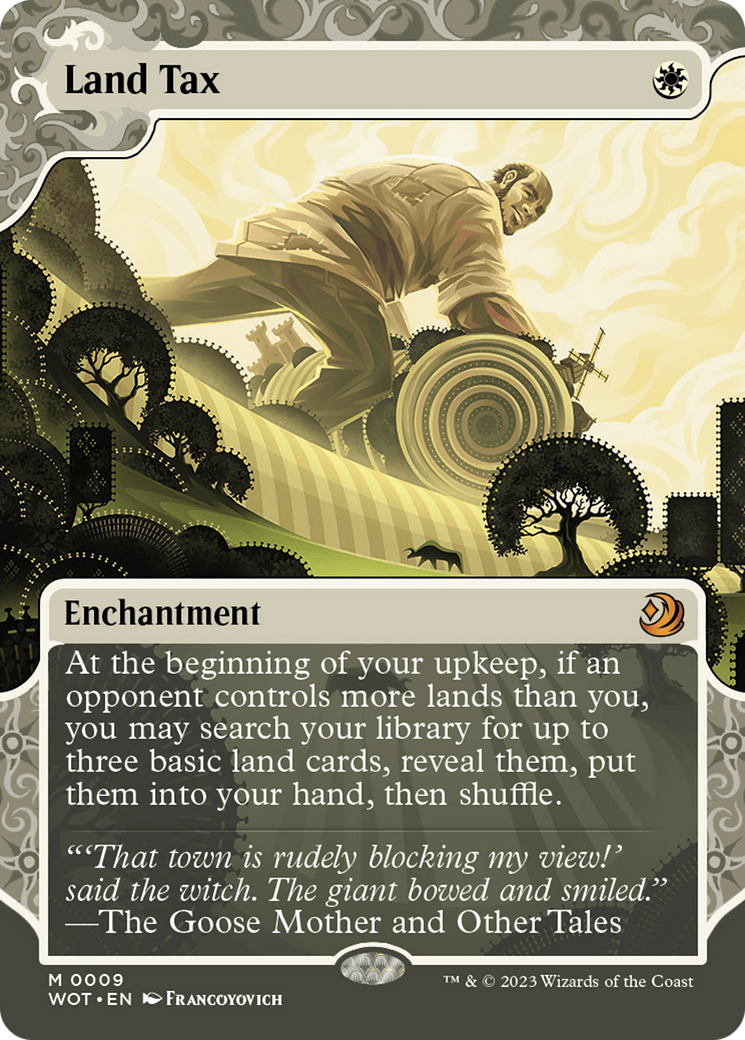 Land Tax
Enchantment
At the beginning of your upkeep, if an
opponent controls more lands than you,
you may search your library for up to
three basic land cards, reveal them, put
them into your hand, then shuffle.
“‘That town is rudely blocking my view!’
said the witch. The giant bowed and smiled.”
—The Goose Mother and Other Tales
M 0009
™ & © 2023 Wizards of the Coast
WOT • EN Francoyovich